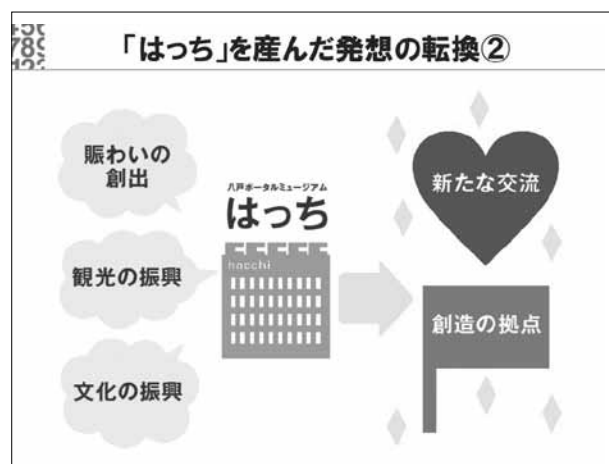 「はっち」を産んだ発想の転換②
賑わいの
創出
観光の振興
文化の振興
八戸ポータルミュージアム
はっち
hacchi
新たな交流
創造の拠点